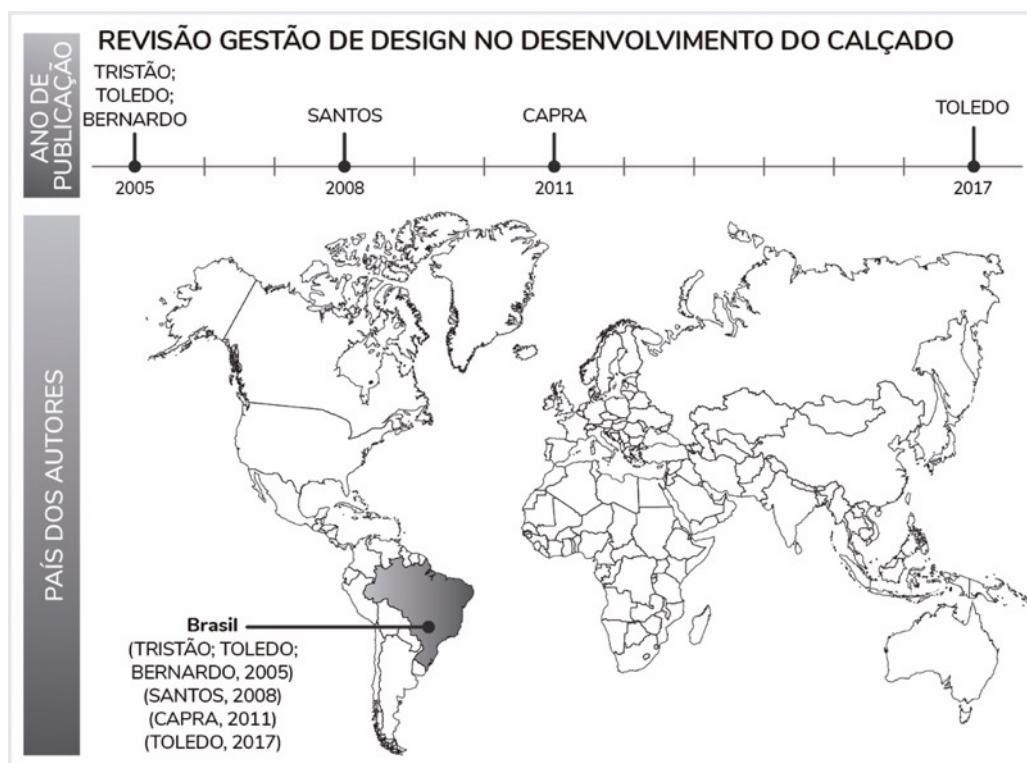 REVISÃO GESTÃO DE DESIGN NO DESENVOLVIMENTO DO CALÇADO
ANO DE
PUBLICAÇÃO
TRISTÃO;
TOLEDO;
BERNARDO
SANTOS
CAPRA
TOLEDO
2005
2008
2011
2017
PAÍS DOS AUTORES
Brasil
(TRISTÃO; TOLEDO;
BERNARDO, 2005)
(SANTOS, 2008)
(CAPRA, 2011)
(TOLEDO, 2017)